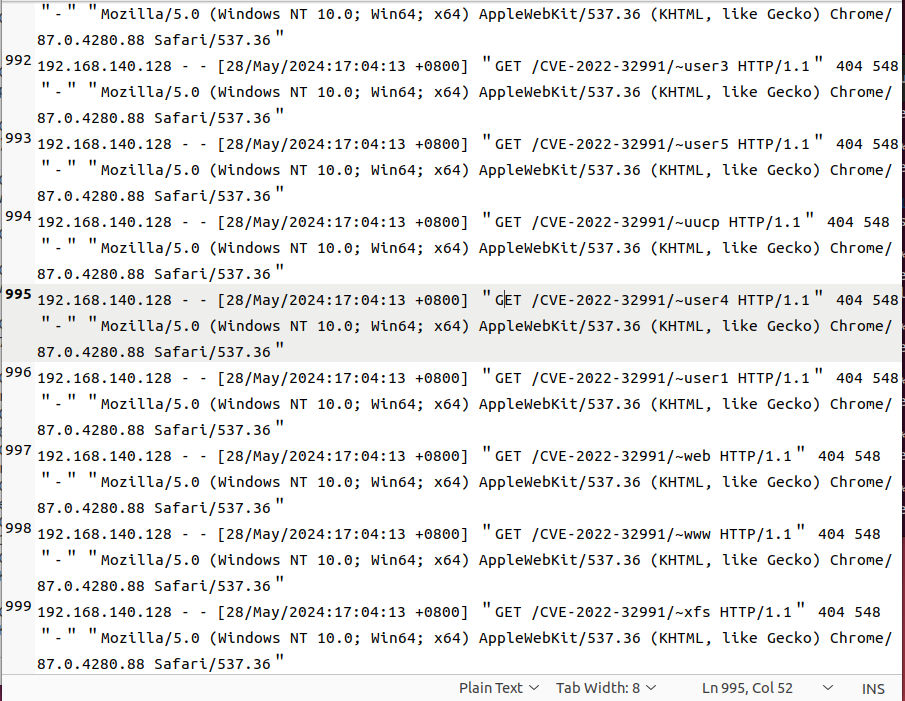 "-" "Mozilla/5.0 (Windows NT 10.0; Win64; x64) AppleWebKit/537.36 (KHTML, like Gecko) Chrome/
87.0.4280.88 Safari/537.36"
992 192.168.140.128 - - [28/May/2024:17:04:13 +0800] "GET /CVE-2022-32991/~user3 HTTP/1.1" 404 548
"-" "Mozilla/5.0 (Windows NT 10.0; Win64; x64) AppleWebKit/537.36 (KHTML, like Gecko) Chrome/
87.0.4280.88 Safari/537.36"
993 192.168.140.128 - - [28/May/2024:17:04:13 +0800] "GET /CVE-2022-32991/~user5 HTTP/1.1" 404 548
"-" "Mozilla/5.0 (Windows NT 10.0; Win64; x64) AppleWebKit/537.36 (KHTML, like Gecko) Chrome/
87.0.4280.88 Safari/537.36"
994 192.168.140.128 - - [28/May/2024:17:04:13 +0800] "GET /CVE-2022-32991/~uucp HTTP/1.1" 404 548
"-" "Mozilla/5.0 (Windows NT 10.0; Win64; x64) AppleWebKit/537.36 (KHTML, like Gecko) Chrome/
87.0.4280.88 Safari/537.36"
995 192.168.140.128 - - [28/May/2024:17:04:13 +0800] "GET /CVE-2022-32991/~user4 HTTP/1.1" 404 548
"-" "Mozilla/5.0 (Windows NT 10.0; Win64; x64) AppleWebKit/537.36 (KHTML, like Gecko) Chrome/
87.0.4280.88 Safari/537.36"
996 192.168.140.128 - - [28/May/2024:17:04:13 +0800] "GET /CVE-2022-32991/~user1 HTTP/1.1" 404 548
"-" "Mozilla/5.0 (Windows NT 10.0; Win64; x64) AppleWebKit/537.36 (KHTML, like Gecko) Chrome/
87.0.4280.88 Safari/537.36"
997 192.168.140.128 - - [28/May/2024:17:04:13 +0800] "GET /CVE-2022-32991/~web HTTP/1.1" 404 548
"-" "Mozilla/5.0 (Windows NT 10.0; Win64; x64) AppleWebKit/537.36 (KHTML, like Gecko) Chrome/
87.0.4280.88 Safari/537.36"
998 192.168.140.128 - - [28/May/2024:17:04:13 +0800] "GET /CVE-2022-32991/~www HTTP/1.1" 404 548
"-" "Mozilla/5.0 (Windows NT 10.0; Win64; x64) AppleWebKit/537.36 (KHTML, like Gecko) Chrome/
87.0.4280.88 Safari/537.36"
999 192.168.140.128 - - [28/May/2024:17:04:13 +0800] "GET /CVE-2022-32991/~xfs HTTP/1.1" 404 548
"-" "Mozilla/5.0 (Windows NT 10.0; Win64; x64) AppleWebKit/537.36 (KHTML, like Gecko) Chrome/
87.0.4280.88 Safari/537.36"
Plain Text Tab Width: 8 Ln 995, Col 52 INS